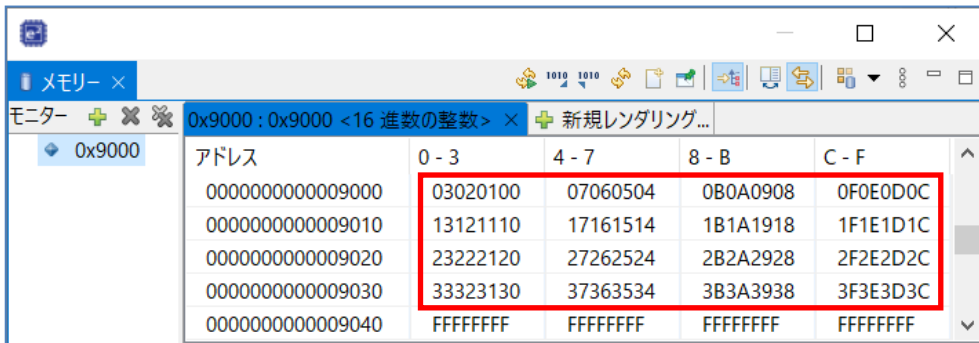 e²
メモリー ×
1010 1010
モニター 0x9000 : 0x9000 <16 進数の整数> × 新規レンダリング...
0x9000
アドレス 0 - 3 4 - 7 8 - B C - F
0000000000009000 03020100 07060504 0B0A0908 0F0E0D0C
0000000000009010 13121110 17161514 1B1A1918 1F1E1D1C
0000000000009020 23222120 27262524 2B2A2928 2F2E2D2C
0000000000009030 33323130 37363534 3B3A3938 3F3E3D3C
0000000000009040 FFFFFFFF FFFFFFFF FFFFFFFF FFFFFFFF